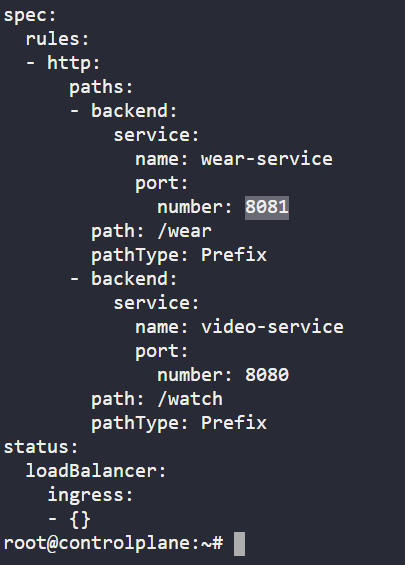 spec:
  rules:
  - http:
      paths:
      - backend:
          service:
            name: wear-service
            port:
              number: 8081
        path: /wear
        pathType: Prefix
      - backend:
          service:
            name: video-service
            port:
              number: 8080
        path: /watch
        pathType: Prefix
status:
  loadBalancer:
    ingress:
    - {}
root@controlplane:~#